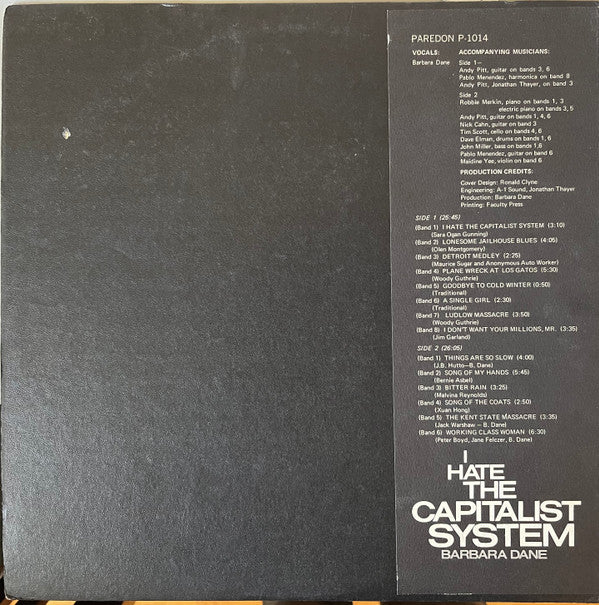 PAREDON P-1014
VOCALS: ACCOMPANYING MUSICIANS:
Barbara Dane Side 1—
Andy Pitt, guitar on bands 3, 6
Pablo Menendez, harmonica on band 8
Andy Pitt, Jonathan Thayer, on band 3
Side 2
Robbie Merkin, piano on bands 1, 3
electric piano on bands 3, 5
Andy Pitt, guitar on bands 1, 4, 6
Nick Cahn, guitar on band 3
Tim Scott, cello on bands 4, 6
Dave Elman, drums on bands 1, 6
John Miller, bass on bands 1,6
Pablo Menendez, guitar on band 6
Maidine Yee, violin on band 6
PRODUCTION CREDITS:
Cover Design: Ronald Clyne
Engineering: A-1 Sound, Jonathan Thayer
Production: Barbara Dane
Printing: Faculty Press
SIDE 1 (25:45)
(Band 1) I HATE THE CAPITALIST SYSTEM (3:10)
(Sara Ogan Gunning)
(Band 2) LONESOME JAILHOUSE BLUES (4:05)
(Olen Montgomery)
(Band 3) DETROIT MEDLEY (2:25)
(Maurice Sugar and Anonymous Auto Worker)
(Band 4) PLANE WRECK AT LOS GATOS (5:30)
(Woody Guthrie)
(Band 5) GOODBYE TO COLD WINTER (0:50)
(Traditional)
(Band 6) A SINGLE GIRL (2:30)
(Traditional)
(Band 7) LUDLOW MASSACRE (3:50)
(Woody Guthrie)
(Band 8) I DON'T WANT YOUR MILLIONS, MR. (3:35)
(Jim Garland)
SIDE 2 (26:05)
(Band 1) THINGS ARE SO SLOW (4:00)
(J.B. Hutto—B. Dane)
(Band 2) SONG OF MY HANDS (5:45)
(Bernie Asbel)
(Band 3) BITTER RAIN (3:25)
(Malvina Reynolds)
(Band 4) SONG OF THE COATS (2:50)
(Xuan Hong)
(Band 5) THE KENT STATE MASSACRE (3:35)
(Jack Warshaw — B. Dane)
(Band 6) WORKING CLASS WOMAN (6:30)
(Peter Boyd, Jane Felczer, B. Dane)
I
HATE
THE
CAPITALIST
SYSTEM
BARBARA DANE